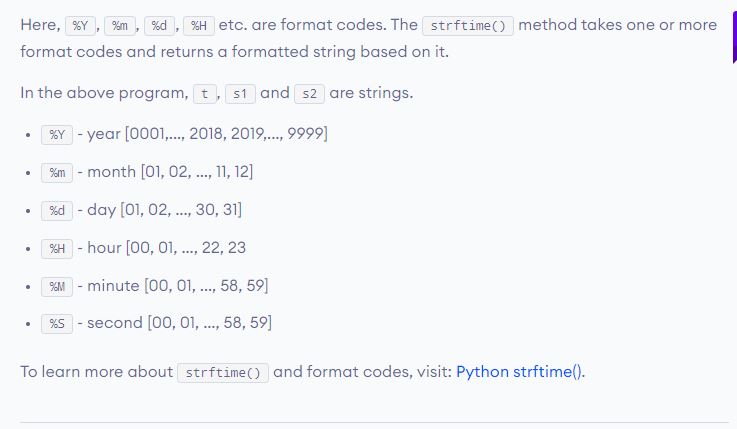 Here, %Y, %m, %d, %H etc. are format codes. The strftime() method takes one or more
format codes and returns a formatted string based on it.
In the above program, t, s1 and s2 are strings.
• %Y - year [0001,..., 2018, 2019,..., 9999]
• %m - month [01, 02, ..., 11, 12]
• %d - day [01, 02, ..., 30, 31]
• %H - hour [00, 01, ..., 22, 23
• %M - minute [00, 01, ..., 58, 59]
• %S - second [00, 01, ..., 58, 59]
To learn more about strftime() and format codes, visit: Python strftime().